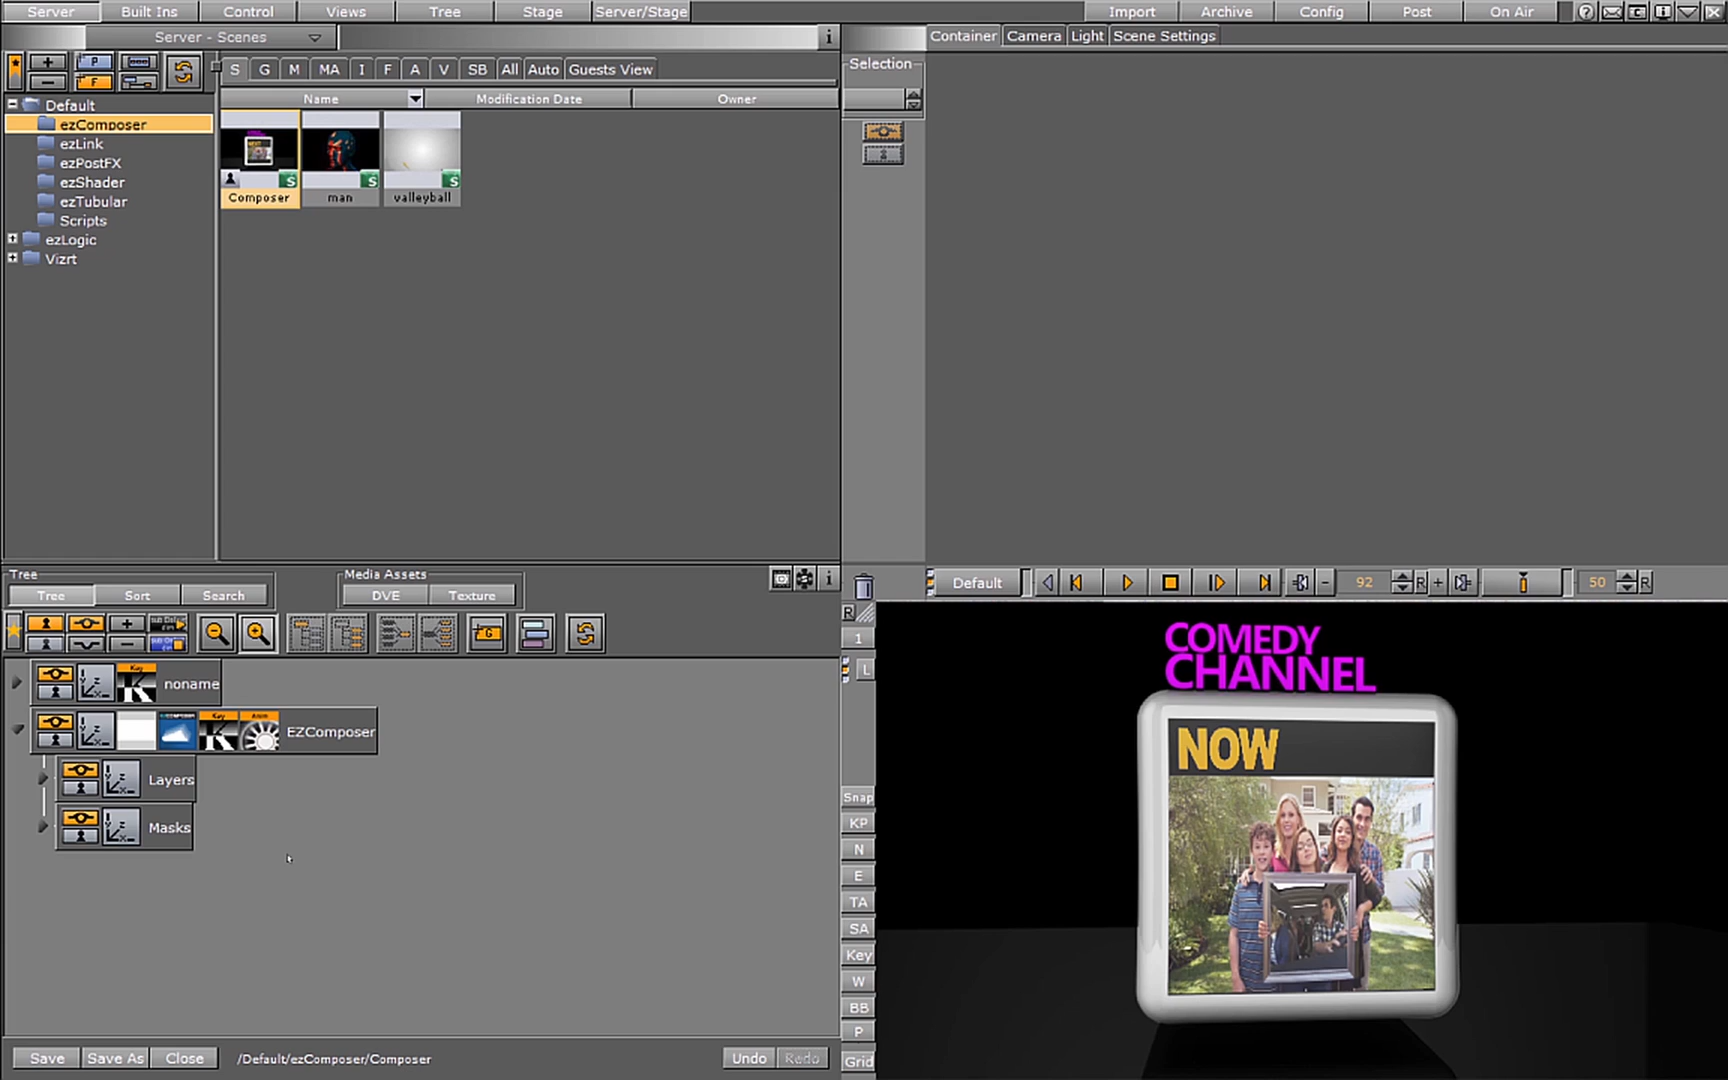 Server Built Ins Control Views Tree Stage Server/Stage Import Archive Config Post On Air
Server - Scenes
Container Camera Light Scene Settings
Selection
P
F
S G M MA I F A V SB All Auto Guests View
Name Modification Date Owner
Default
ezComposer
ezLink
ezPostFX
ezShader
ezTubular
Scripts
ezLogic
Vizrt
S S S
Composer man valleyball
Tree
Tree Sort Search
Media Assets
DVE Texture
Default 92 R 50 R
R
1
L
Snap
KP
N
E
TA
SA
Key
W
BB
P
Grid
Key
noname
Key Anim
EZComposer
Layers
Masks
Save Save As Close /Default/ezComposer/Composer Undo Redo
COMEDY
CHANNEL
NOW